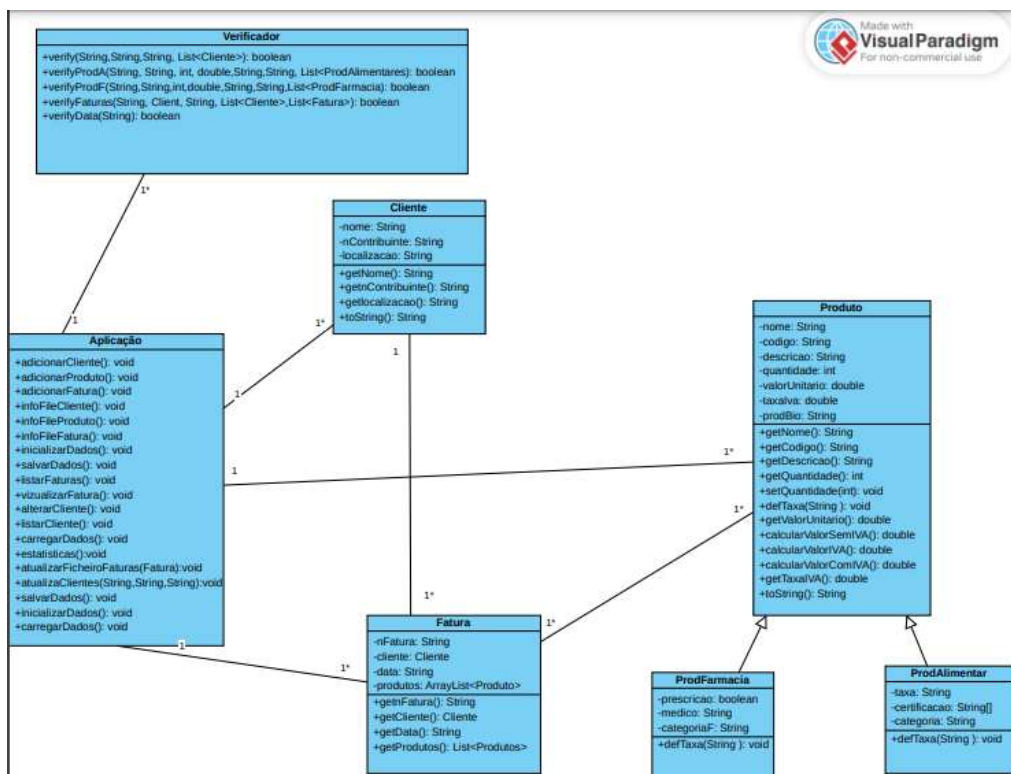 Made with
Visual Paradigm
For non-commercial use
Verificador
+verify(String,String,String, List<Cliente>): boolean
+verifyProdA(String, String, int, double,String,String, List<ProdAlimentares): boolean
+verifyProdF(String,String,int,double,String,String,List<ProdFarmacia): boolean
+verifyFaturas(String, Client, String, List<Cliente>,List<Fatura>): boolean
+verifyData(String): boolean
1*
1
Cliente
-nome: String
-nContribuinte: String
-localizacao: String
+getNome(): String
+getnContribuinte(): String
+getlocalizacao(): String
+toString(): String
1*
1
1
Aplicação
+adicionarCliente(): void
+adicionarProduto(): void
+adicionarFatura(): void
+infoFileCliente(): void
+infoFileProduto(): void
+infoFileFatura(): void
+inicializarDados(): void
+salvarDados(): void
+listarFaturas(): void
+vizualizarFatura(): void
+alterarCliente(): void
+listarCliente(): void
+carregarDados(): void
+estatisticas():void
+atualizarFicheiroFaturas(Fatura):void
+atualizaClientes(String,String,String):void
+salvarDados(): void
+inicializarDados(): void
+carregarDados(): void
1
1*
Produto
-nome: String
-codigo: String
-descricao: String
-quantidade: int
-valorUnitario: double
-taxaIva: double
-prodBio: String
+getNome(): String
+getCodigo(): String
+getDescricao(): String
+getQuantidade(): int
+setQuantidade(int): void
+defTaxa(String ): void
+getValorUnitario(): double
+calcularValorSemIVA(): double
+calcularValorIVA(): double
+calcularValorComIVA(): double
+getTaxaIVA(): double
+toString(): String
1*
1*
1*
1
1*
Fatura
-nFatura: String
-cliente: Cliente
-data: String
-produtos: ArrayList<Produto>
+getnFatura(): String
+getCliente(): Cliente
+getData(): String
+getProdutos(): List<Produtos>
ProdFarmacia
-prescricao: boolean
-medico: String
-categoriaF: String
+defTaxa(String ): void
ProdAlimentar
-taxa: String
-certificacao: String[]
-categoria: String
+defTaxa(String ): void